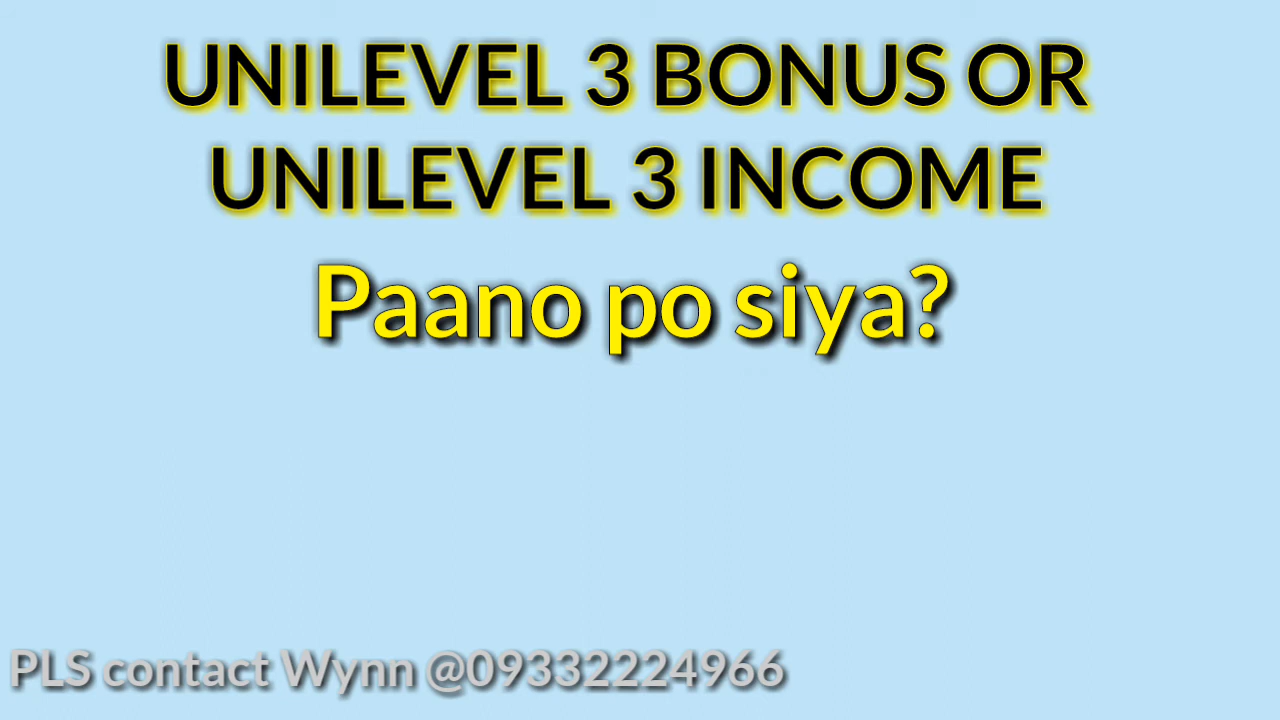 UNILEVEL 3 BONUS OR
UNILEVEL 3 INCOME
Paano po siya?
PLS contact Wynn @09332224966